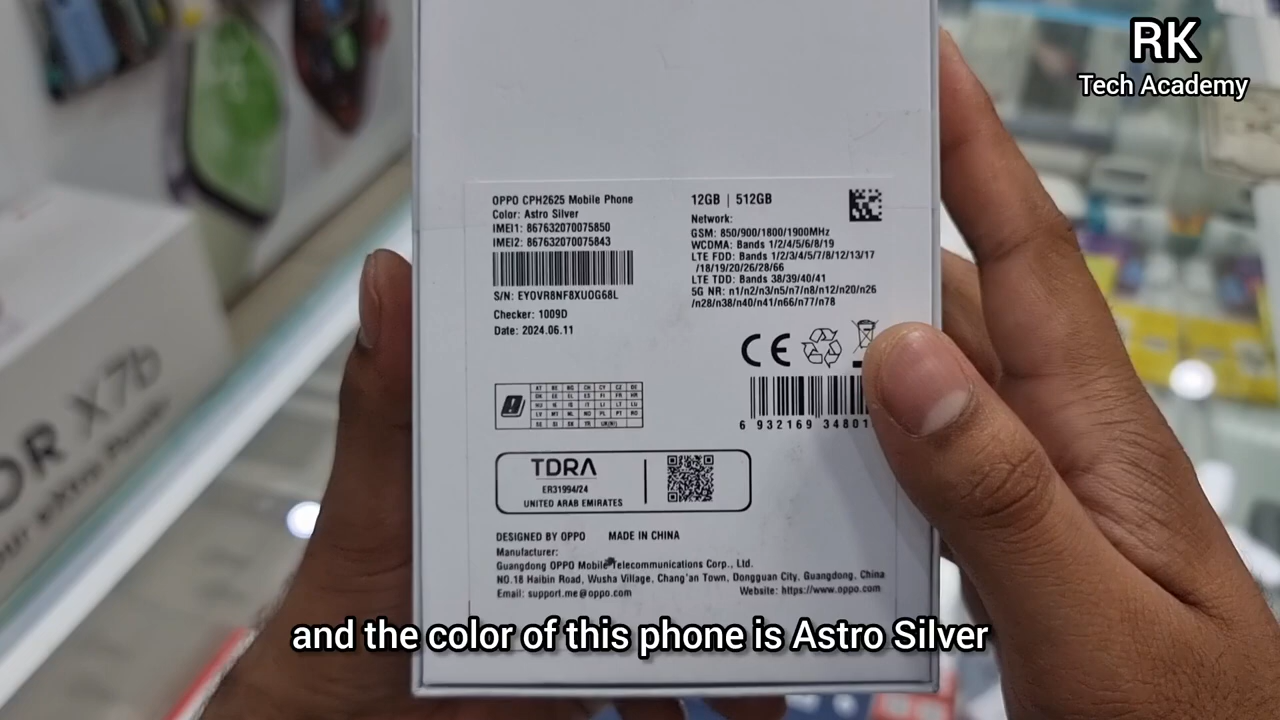 RK
Tech Academy
OPPO CPH2625 Mobile Phone
Color: Astro Silver
IMEI1: 867632070075850
IMEI2: 867632070075843
S/N: EYOVR8NF8XUOG68L
Checker: 1009D
Date: 2024.06.11
12GB | 512GB
Network:
GSM: 850/900/1800/1900MHz
WCDMA: Bands 1/2/4/5/6/8/19
LTE FDD: Bands 1/2/3/4/5/7/8/12/13/17
/18/19/20/26/28/66
LTE TDD: Bands 38/39/40/41
5G NR: n1/n2/n3/n5/n7/n8/n12/n20/n26
/n28/n38/n40/n41/n66/n77/n78
CE
6 932169 34801
TDRA
ER31994/24
UNITED ARAB EMIRATES
DESIGNED BY OPPO MADE IN CHINA
Manufacturer:
Guangdong OPPO Mobile Telecommunications Corp., Ltd.
NO.18 Haibin Road, Wusha Village, Chang'an Town, Dongguan City, Guangdong, China
Email: support.me@oppo.com Website: https://www.oppo.com
X7b
and the color of this phone is Astro Silver